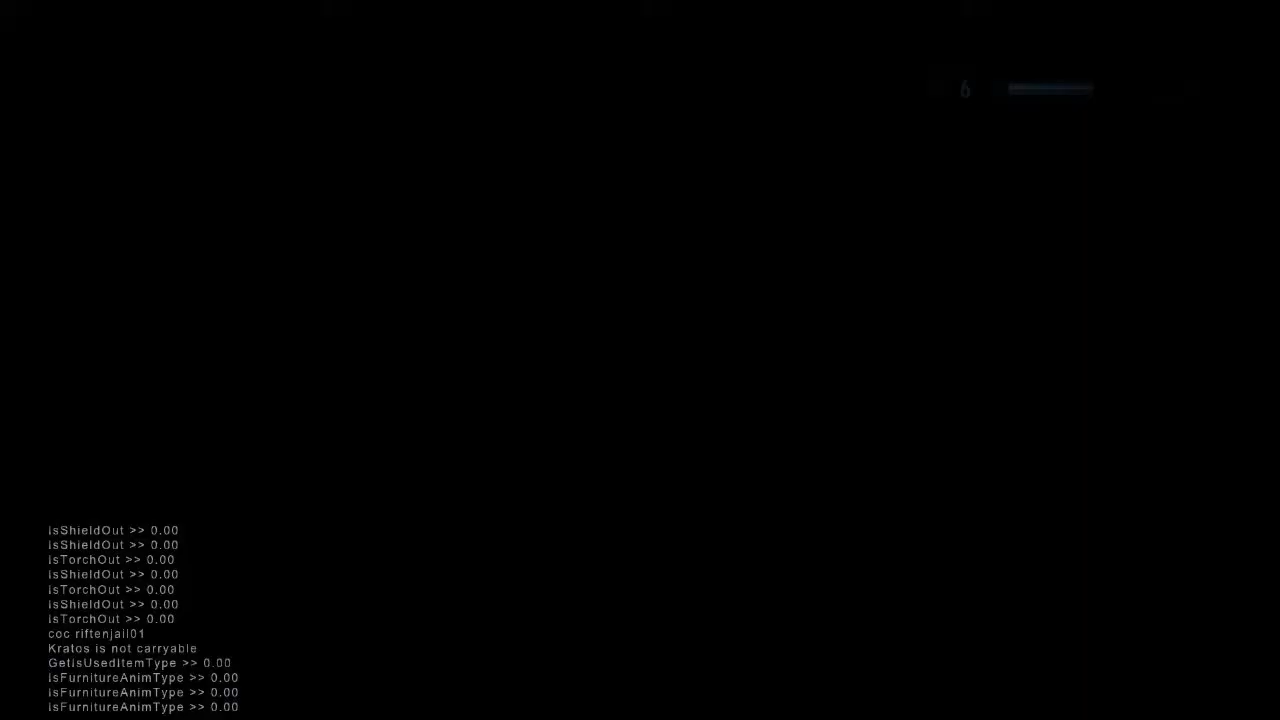 6
isShieldOut >> 0.00
isShieldOut >> 0.00
isTorchOut >> 0.00
isShieldOut >> 0.00
isTorchOut >> 0.00
isShieldOut >> 0.00
isTorchOut >> 0.00
coc riftenjail01
Kratos is not carryable
GetIsUsedItemType >> 0.00
isFurnitureAnimType >> 0.00
isFurnitureAnimType >> 0.00
isFurnitureAnimType >> 0.00